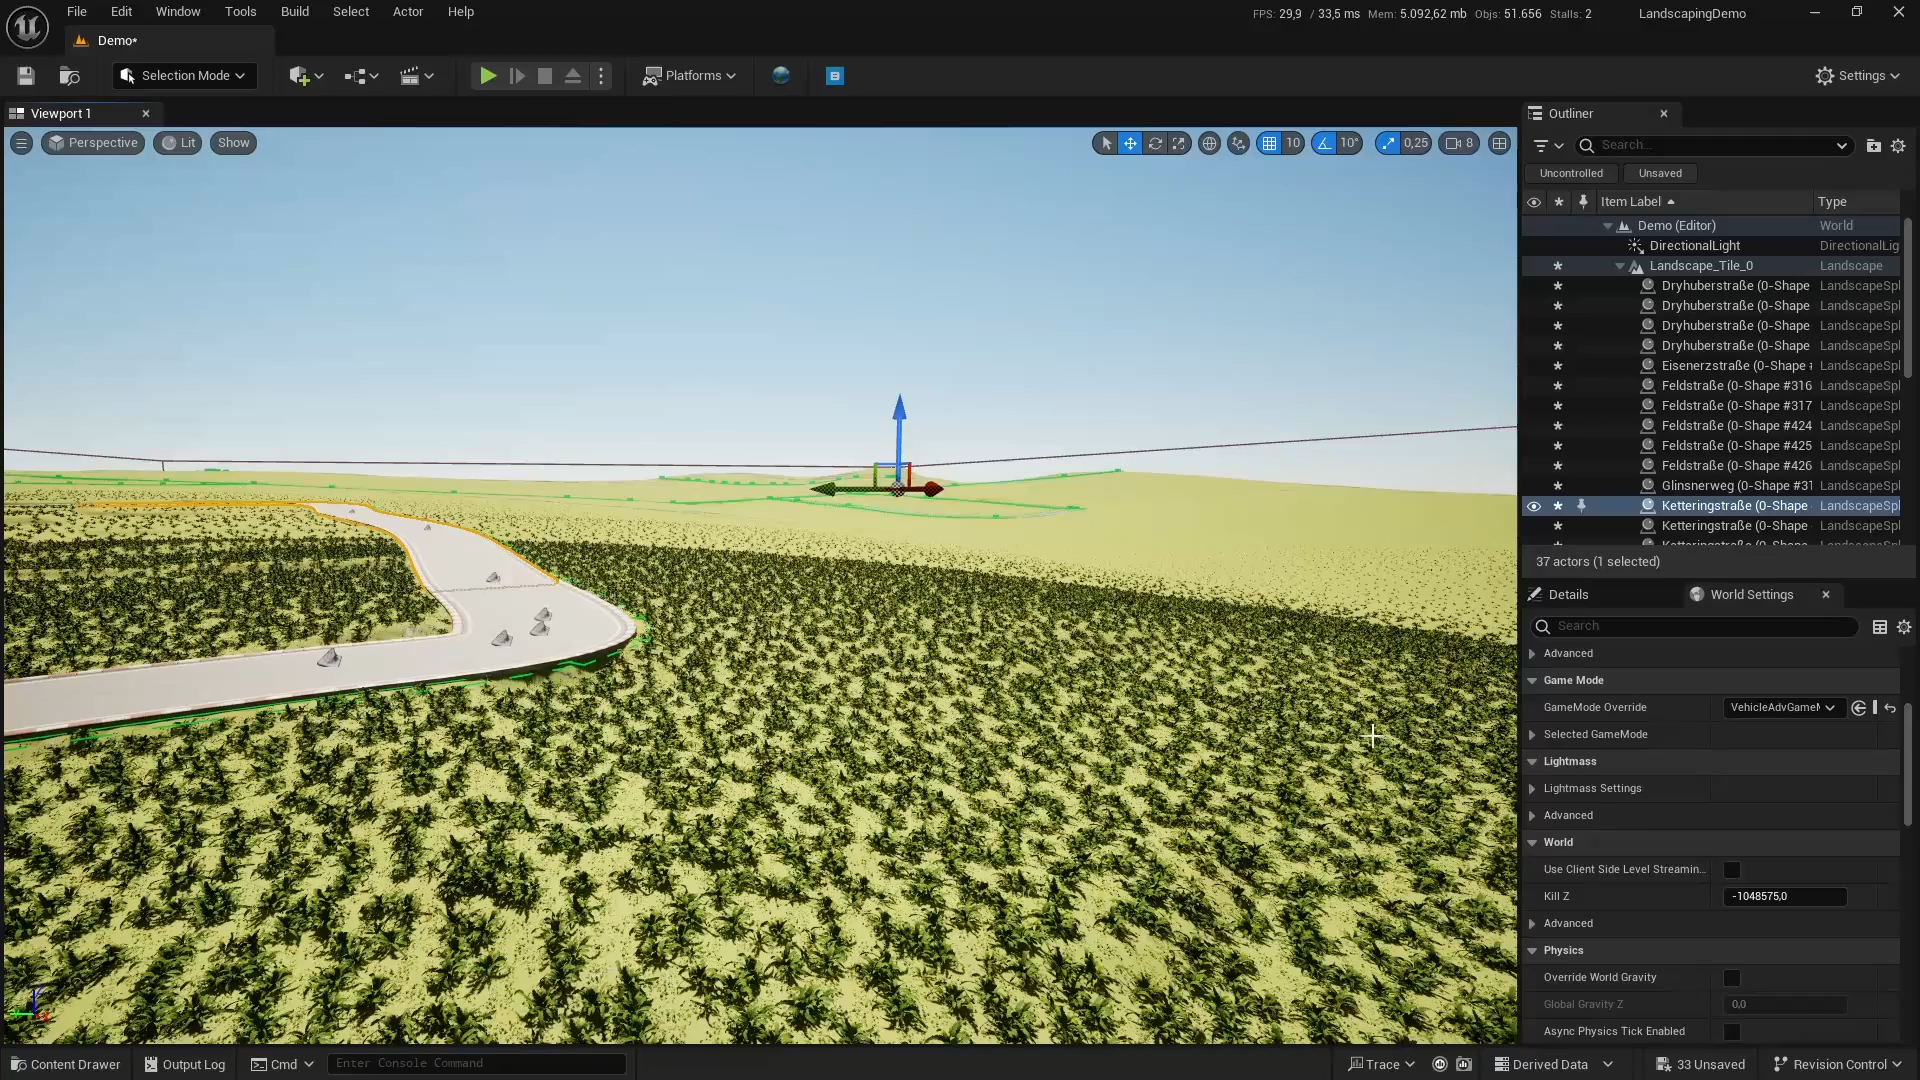 File Edit Window Tools Build Select Actor Help
FPS: 29,9 / 33,5 ms Mem: 5.092,62 mb Objs: 51.656 Stalls: 2 LandscapingDemo
Demo*
Selection Mode Platforms Settings
Viewport 1
Perspective Lit Show 10 10° 0,25 8
Outliner
Search...
Uncontrolled Unsaved
Item Label Type
Demo (Editor) World
DirectionalLight DirectionalLig
Landscape_Tile_0 Landscape
Dryhuberstraße (0-Shape LandscapeSpl
Dryhuberstraße (0-Shape LandscapeSpl
Dryhuberstraße (0-Shape LandscapeSpl
Dryhuberstraße (0-Shape LandscapeSpl
Eisenerzstraße (0-Shape # LandscapeSpl
Feldstraße (0-Shape #316 LandscapeSpl
Feldstraße (0-Shape #317 LandscapeSpl
Feldstraße (0-Shape #424 LandscapeSpl
Feldstraße (0-Shape #425 LandscapeSpl
Feldstraße (0-Shape #426 LandscapeSpl
Glinsnerweg (0-Shape #31 LandscapeSpl
Ketteringstraße (0-Shape LandscapeSpl
Ketteringstraße (0-Shape LandscapeSpl
Ketteringstraße (0-Shape LandscapeSpl
37 actors (1 selected)
Details World Settings
Search
Advanced
Game Mode
GameMode Override VehicleAdvGameM
Selected GameMode
Lightmass
Lightmass Settings
Advanced
World
Use Client Side Level Streamin...
Kill Z -1048575,0
Advanced
Physics
Override World Gravity
Global Gravity Z 0,0
Async Physics Tick Enabled
Content Drawer Output Log Cmd Enter Console Command Trace Derived Data 33 Unsaved Revision Control